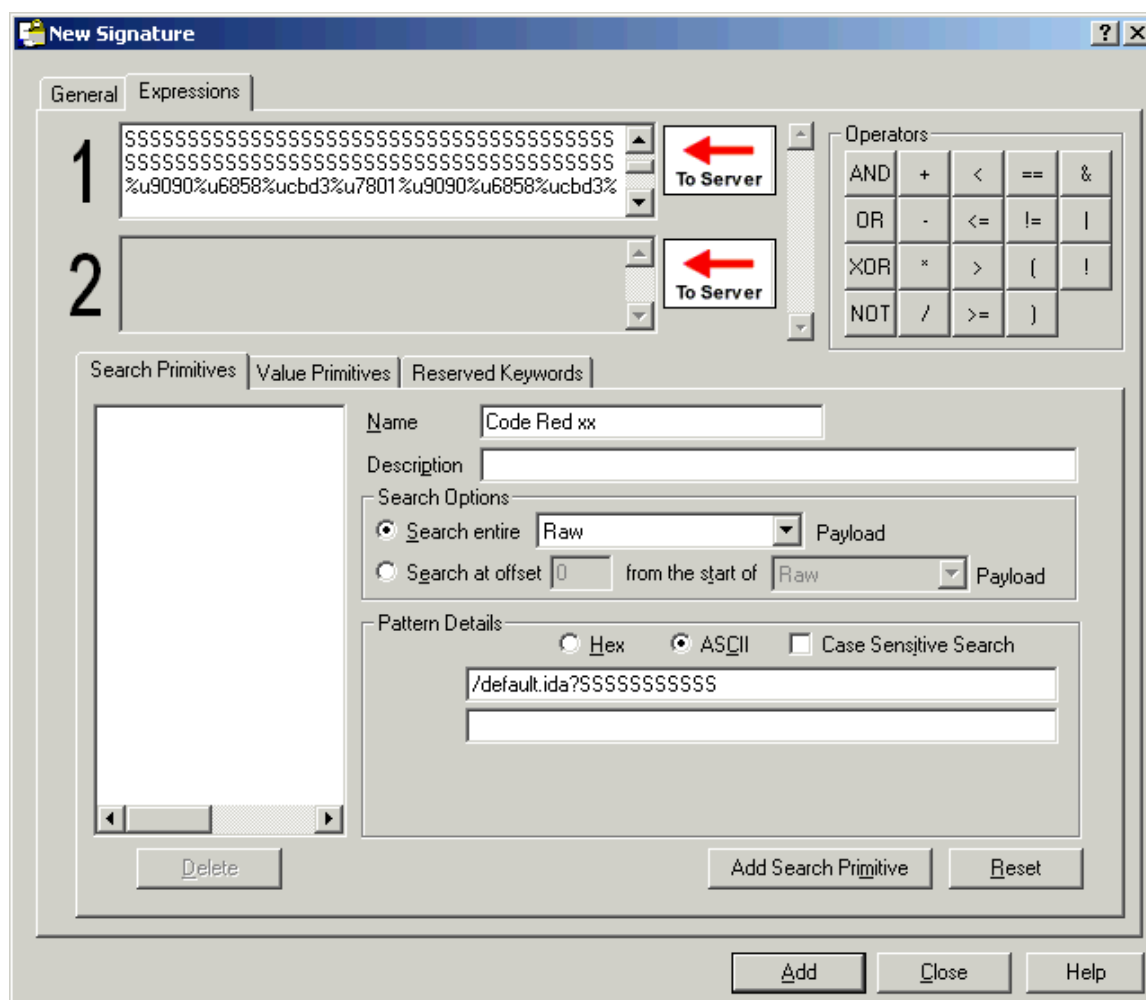 New Signature
General
Expressions
1
SSSSSSSSSSSSSSSSSSSSSSSSSSSSSSSSSSSSSSS
SSSSSSSSSSSSSSSSSSSSSSSSSSSSSSSSSSSSSSS
%u9090%u6858%ucbd3%u7801%u9090%u6858%ucbd3%
To Server
2
To Server
Operators
AND + < == &
OR - <= != |
XOR * > ( !
NOT / >= )
Search Primitives
Value Primitives
Reserved Keywords
Name Code Red xx
Description
Search Options
Search entire Raw Payload
Search at offset 0 from the start of Raw Payload
Pattern Details
Hex ASCII Case Sensitive Search
/default.ida?SSSSSSSSSSS
Delete
Add Search Primitive
Reset
Add
Close
Help